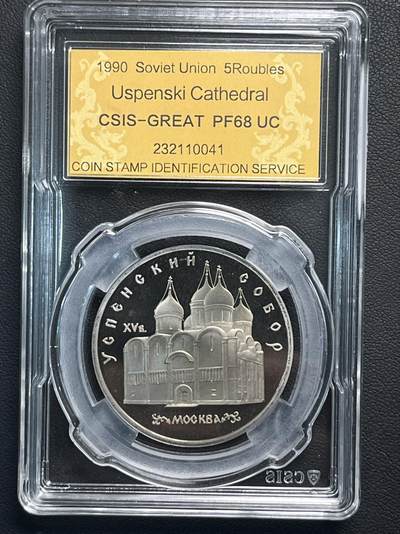 1990 Soviet Union 5Roubles
Uspenski Cathedral
CSIS-GREAT PF68 UC
232110041
COIN STAMP IDENTIFICATION SERVICE
УСПЕНСКИЙ СОБОР
XVв.
МОСКВА
CSIS